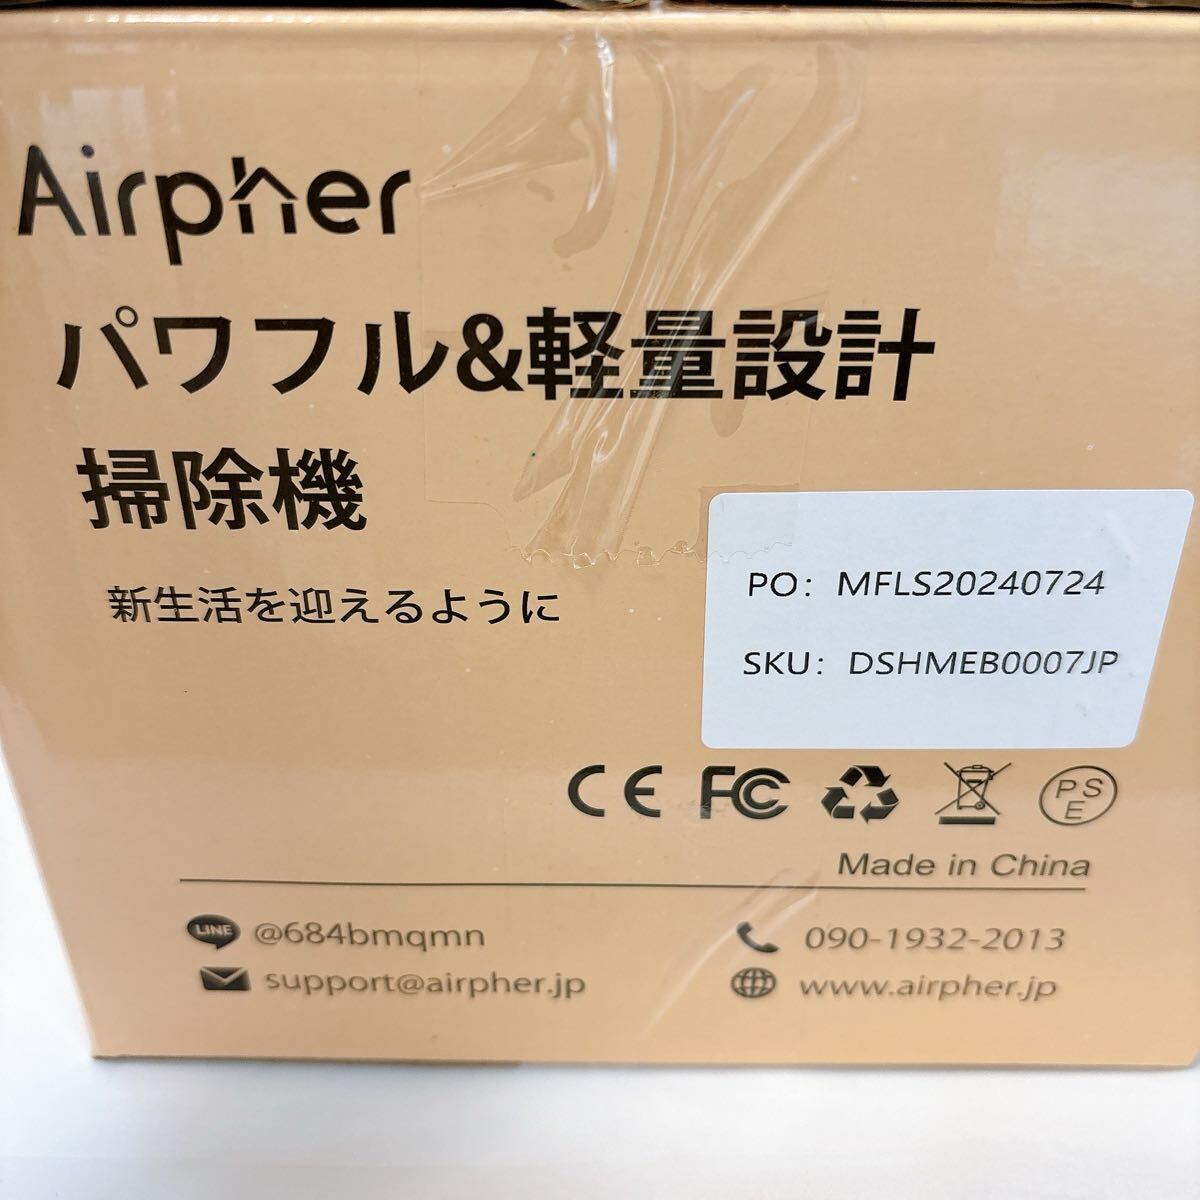 Airpher
パワフル&軽量設計
掃除機
新生活を迎えるように
PO: MFLS20240724
SKU: DSHMEB0007JP
CE FC PSE
Made in China
LINE @684bmqmn
090-1932-2013
support@airpher.jp
www.airpher.jp